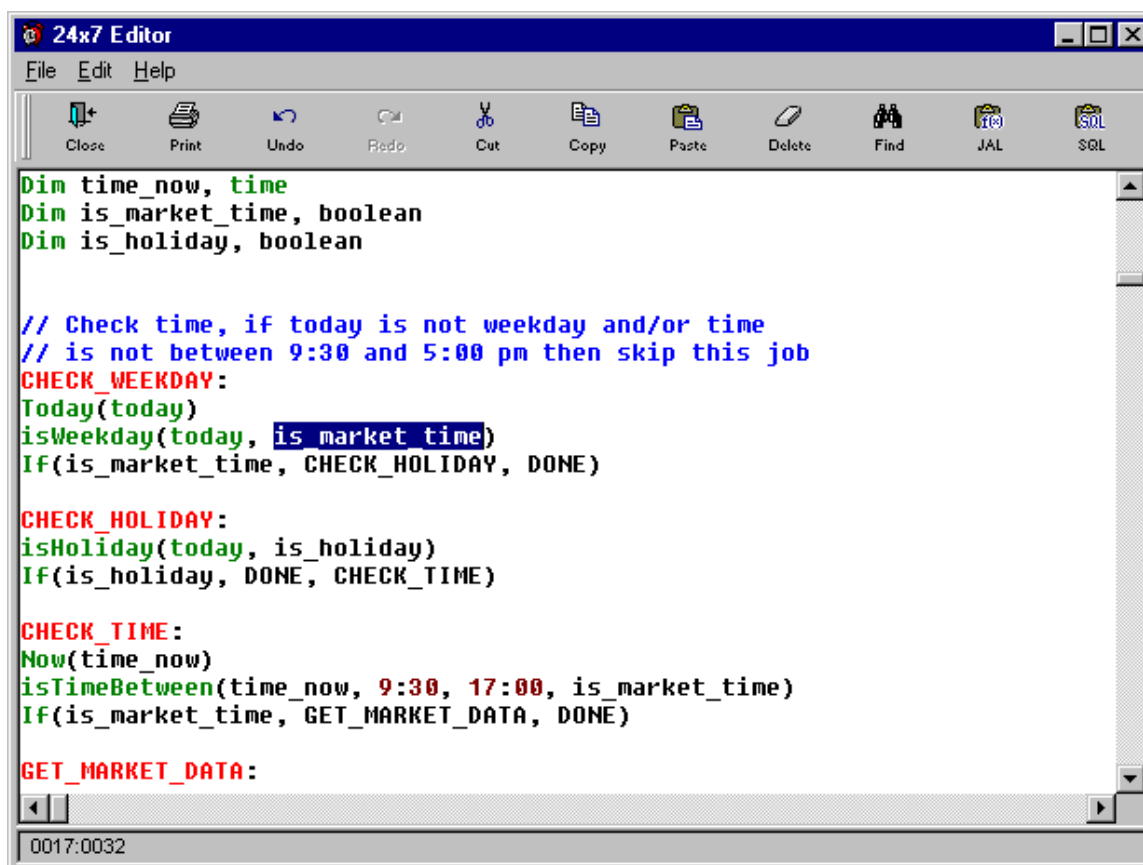 24x7 Editor
File Edit Help
Close Print Undo Redo Cut Copy Paste Delete Find JAL SQL
Dim time_now, time
Dim is_market_time, boolean
Dim is_holiday, boolean
// Check time, if today is not weekday and/or time
// is not between 9:30 and 5:00 pm then skip this job
CHECK_WEEKDAY:
Today(today)
isWeekday(today, is_market_time)
If(is_market_time, CHECK_HOLIDAY, DONE)
CHECK_HOLIDAY:
isHoliday(today, is_holiday)
If(is_holiday, DONE, CHECK_TIME)
CHECK_TIME:
Now(time_now)
isTimeBetween(time_now, 9:30, 17:00, is_market_time)
If(is_market_time, GET_MARKET_DATA, DONE)
GET_MARKET_DATA:
0017:0032